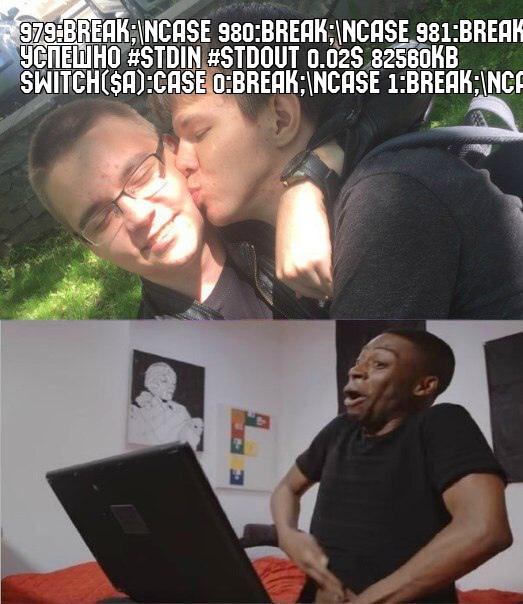 979:BREAK;\NCASE 980:BREAK;\NCASE 981:BREAK
УСПЕШНО #STDIN #STDOUT 0.02S 82560KB
SWITCH($A):CASE 0:BREAK;\NCASE 1:BREAK;\NCA